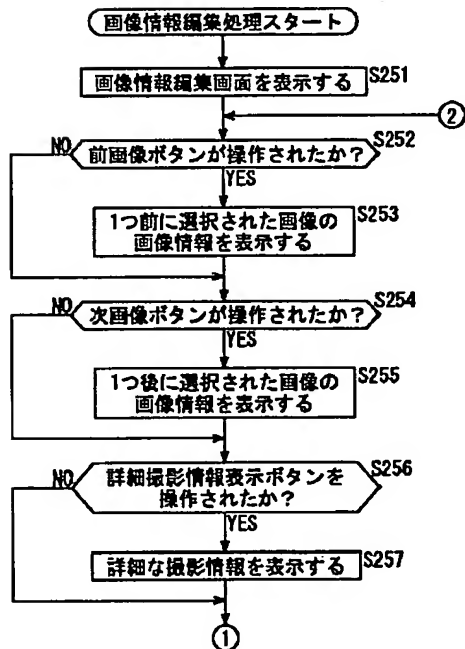 画像情報編集処理スタート
画像情報編集画面を表示する
S251
②
S252
NO
前画像ボタンが操作されたか？
YES
1つ前に選択された画像の
画像情報を表示する
S253
NO
S254
次画像ボタンが操作されたか？
YES
1つ後に選択された画像の
画像情報を表示する
S255
NO
詳細撮影情報表示ボタンを
操作されたか？
S256
YES
詳細な撮影情報を表示する
S257
①